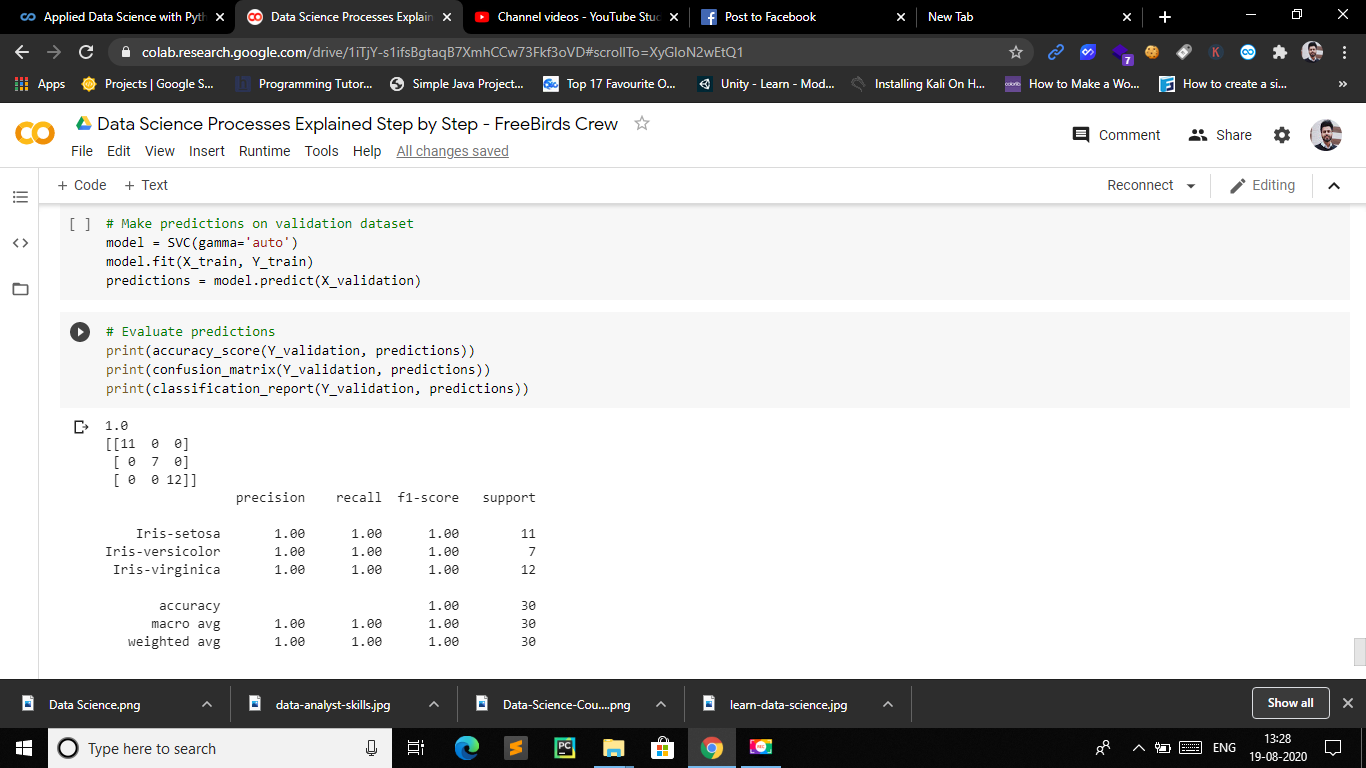 Applied Data Science with Pyth
Data Science Processes Explain
Channel videos - YouTube Stud
Post to Facebook
New Tab
colab.research.google.com/drive/1iTjY-s1ifsBgtaqB7XmhCCw73Fkf3oVD#scrollTo=XyGIoN2wEtQ1
7
K
Apps
Projects | Google S...
Programming Tutor...
Simple Java Project...
Top 17 Favourite O...
Unity - Learn - Mod...
Installing Kali On H...
How to Make a Wo...
How to create a si...
Data Science Processes Explained Step by Step - FreeBirds Crew
File Edit View Insert Runtime Tools Help All changes saved
Comment
Share
+ Code + Text
Reconnect
Editing
[ ] # Make predictions on validation dataset
model = SVC(gamma='auto')
model.fit(X_train, Y_train)
predictions = model.predict(X_validation)
# Evaluate predictions
print(accuracy_score(Y_validation, predictions))
print(confusion_matrix(Y_validation, predictions))
print(classification_report(Y_validation, predictions))
1.0
[[11 0 0]
[ 0 7 0]
[ 0 0 12]]
precision recall f1-score support
Iris-setosa 1.00 1.00 1.00 11
Iris-versicolor 1.00 1.00 1.00 7
Iris-virginica 1.00 1.00 1.00 12
accuracy 1.00 30
macro avg 1.00 1.00 1.00 30
weighted avg 1.00 1.00 1.00 30
Data Science.png
data-analyst-skills.jpg
Data-Science-Cou....png
learn-data-science.jpg
Show all
Type here to search
PC
ENG
13:28
19-08-2020